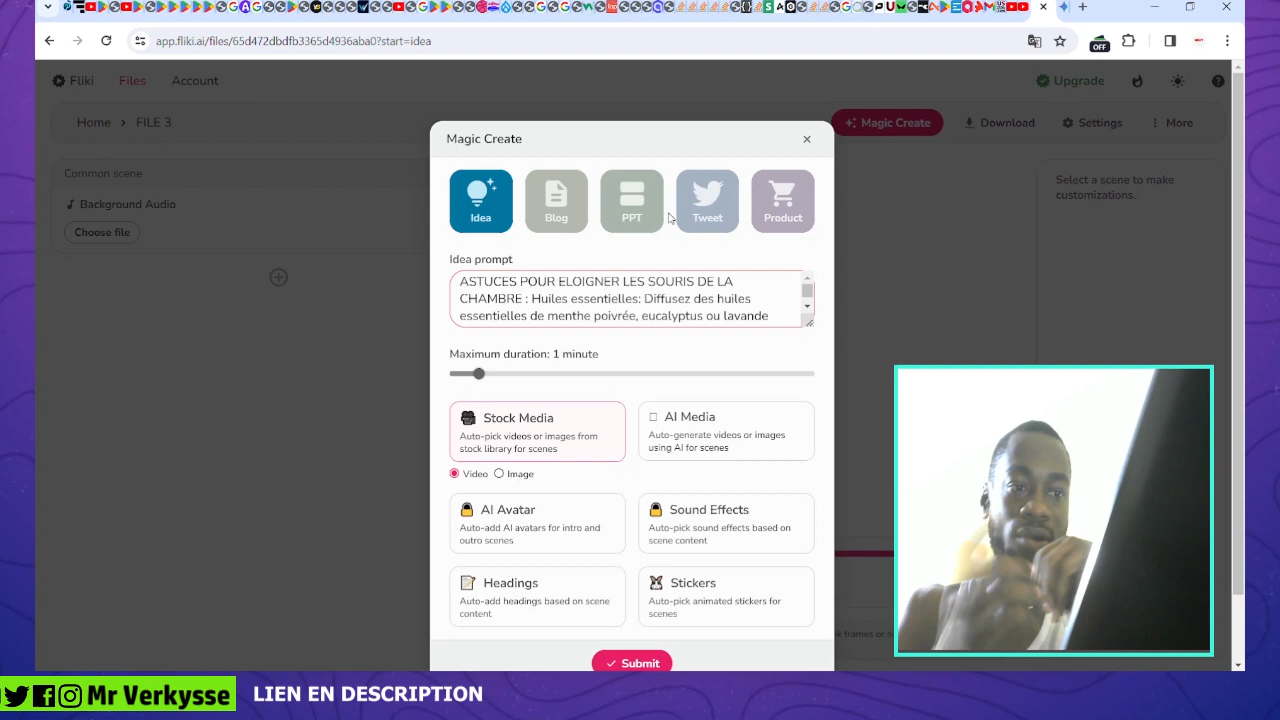 app.fliki.ai/files/65d472dbdfb3365d4936aba0?start=idea
OFF
Fliki
Files
Account
Upgrade
Home > FILE 3
Magic Create
Download
Settings
More
Common scene
Background Audio
Choose file
Select a scene to make
customizations.
Magic Create
Idea
Blog
PPT
Tweet
Product
Idea prompt
ASTUCES POUR ELOIGNER LES SOURIS DE LA
CHAMBRE : Huiles essentielles: Diffusez des huiles
essentielles de menthe poivrée, eucalyptus ou lavande
Maximum duration: 1 minute
Stock Media
Auto-pick videos or images from
stock library for scenes
AI Media
Auto-generate videos or images
using AI for scenes
Video
Image
AI Avatar
Auto-add AI avatars for intro and
outro scenes
Sound Effects
Auto-pick sound effects based on
scene content
Headings
Auto-add headings based on scene
content
Stickers
Auto-pick animated stickers for
scenes
Submit
Mr Verkysse
LIEN EN DESCRIPTION